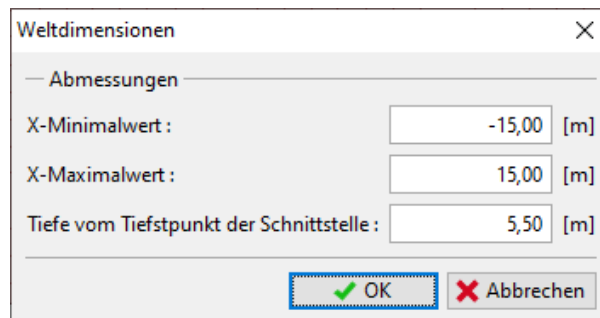 Weltdimensionen
Abmessungen
X-Minimalwert : -15,00 [m]
X-Maximalwert : 15,00 [m]
Tiefe vom Tiefstpunkt der Schnittstelle : 5,50 [m]
OK Abbrechen